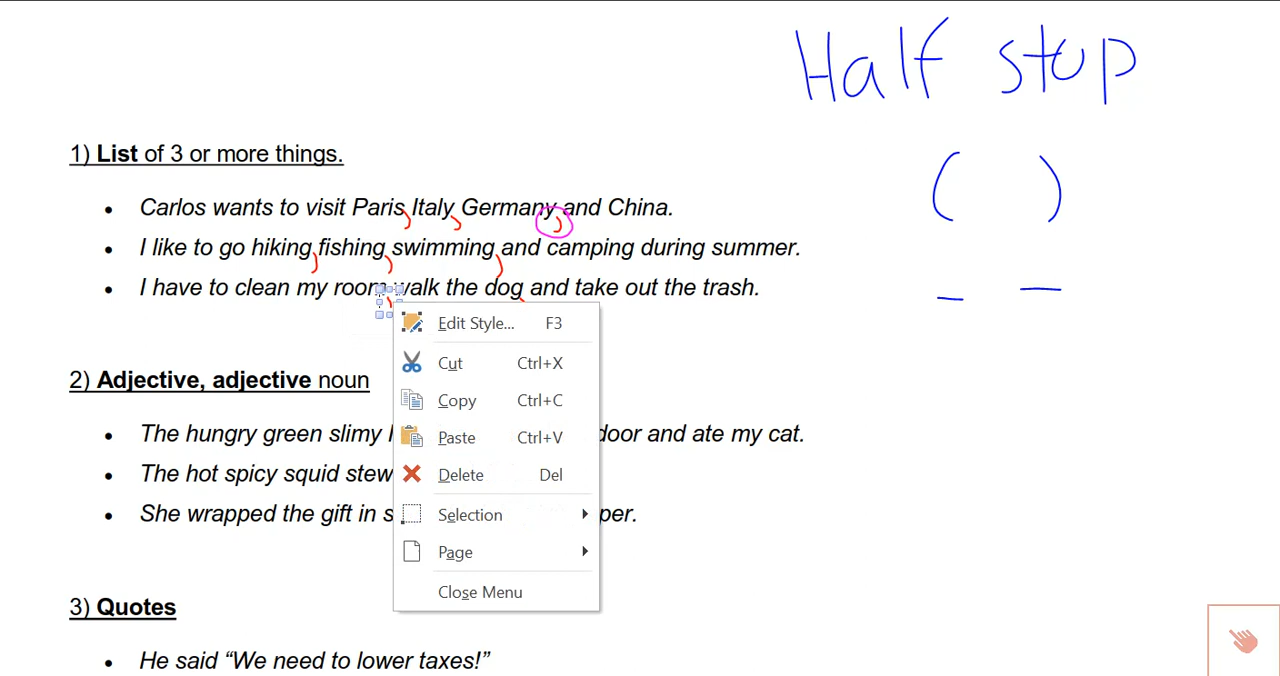 Half stop
1) List of 3 or more things.
( )
• Carlos wants to visit Paris, Italy, Germany, and China.
• I like to go hiking, fishing, swimming, and camping during summer.
• I have to clean my room, walk the dog, and take out the trash.
_ _
Edit Style... F3
Cut Ctrl+X
2) Adjective, adjective noun
Copy Ctrl+C
• The hungry green slimy door and ate my cat.
Paste Ctrl+V
• The hot spicy squid stew
Delete Del
• She wrapped the gift in
Selection
Page
Close Menu
3) Quotes
• He said “We need to lower taxes!”